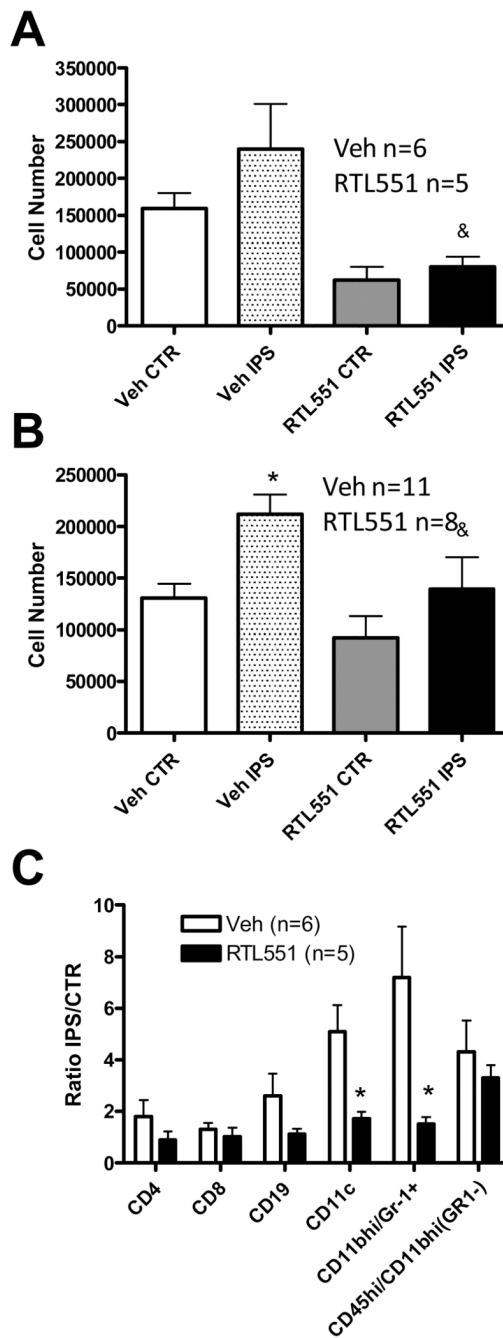 A
350000
300000
250000
200000
150000
100000
50000
0
Cell Number
Veh n=6
RTL551 n=5
&
Veh CTR
Veh IPS
RTL551 CTR
RTL551 IPS
B
250000
200000
150000
100000
50000
0
Cell Number
*
Veh n=11
RTL551 n=8
&
Veh CTR
Veh IPS
RTL551 CTR
RTL551 IPS
C
10
8
6
4
2
0
Ratio IPS/CTR
Veh (n=6)
RTL551 (n=5)
*
*
CD4
CD8
CD19
CD11c
CD11bhi/Gr-1+
CD45hi/CD11bhi(GR1-)